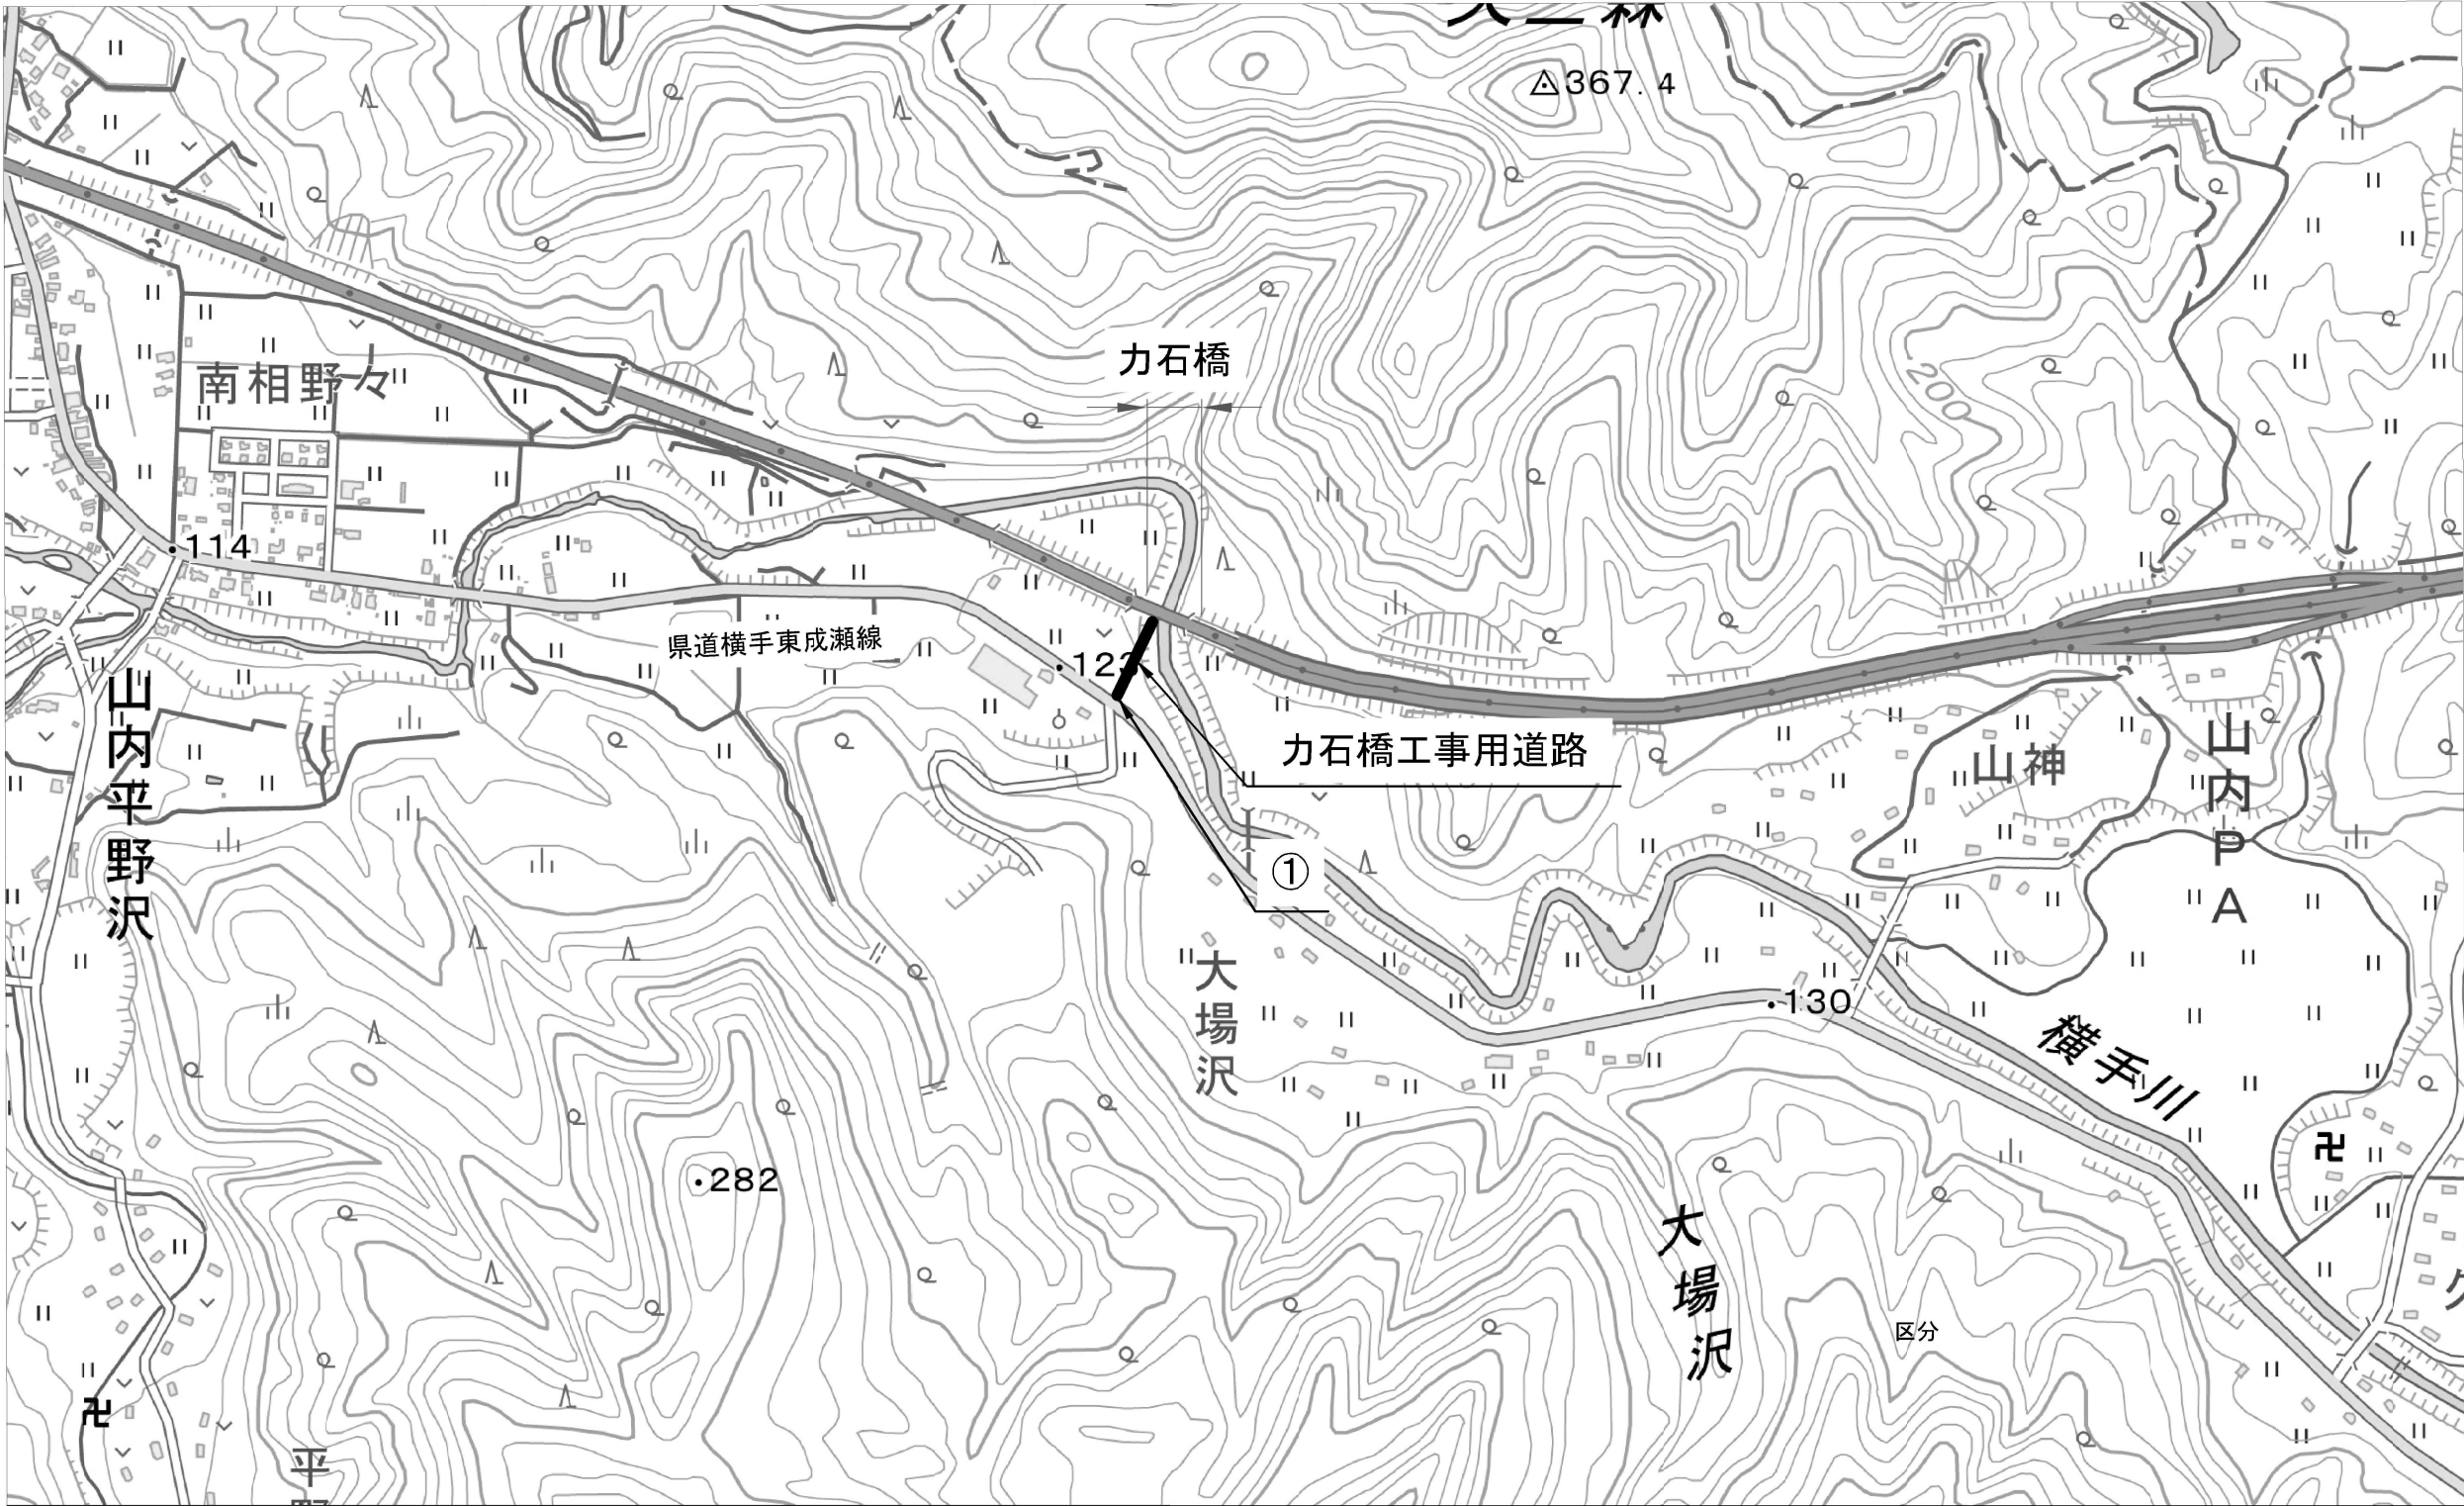 367.4
力石橋
200
南相野々
114
県道横手東成瀬線
123
力石橋工事用道路
山内平野沢
山神
山内PA
①
大場沢
130
横手川
282
大場沢
区分
平